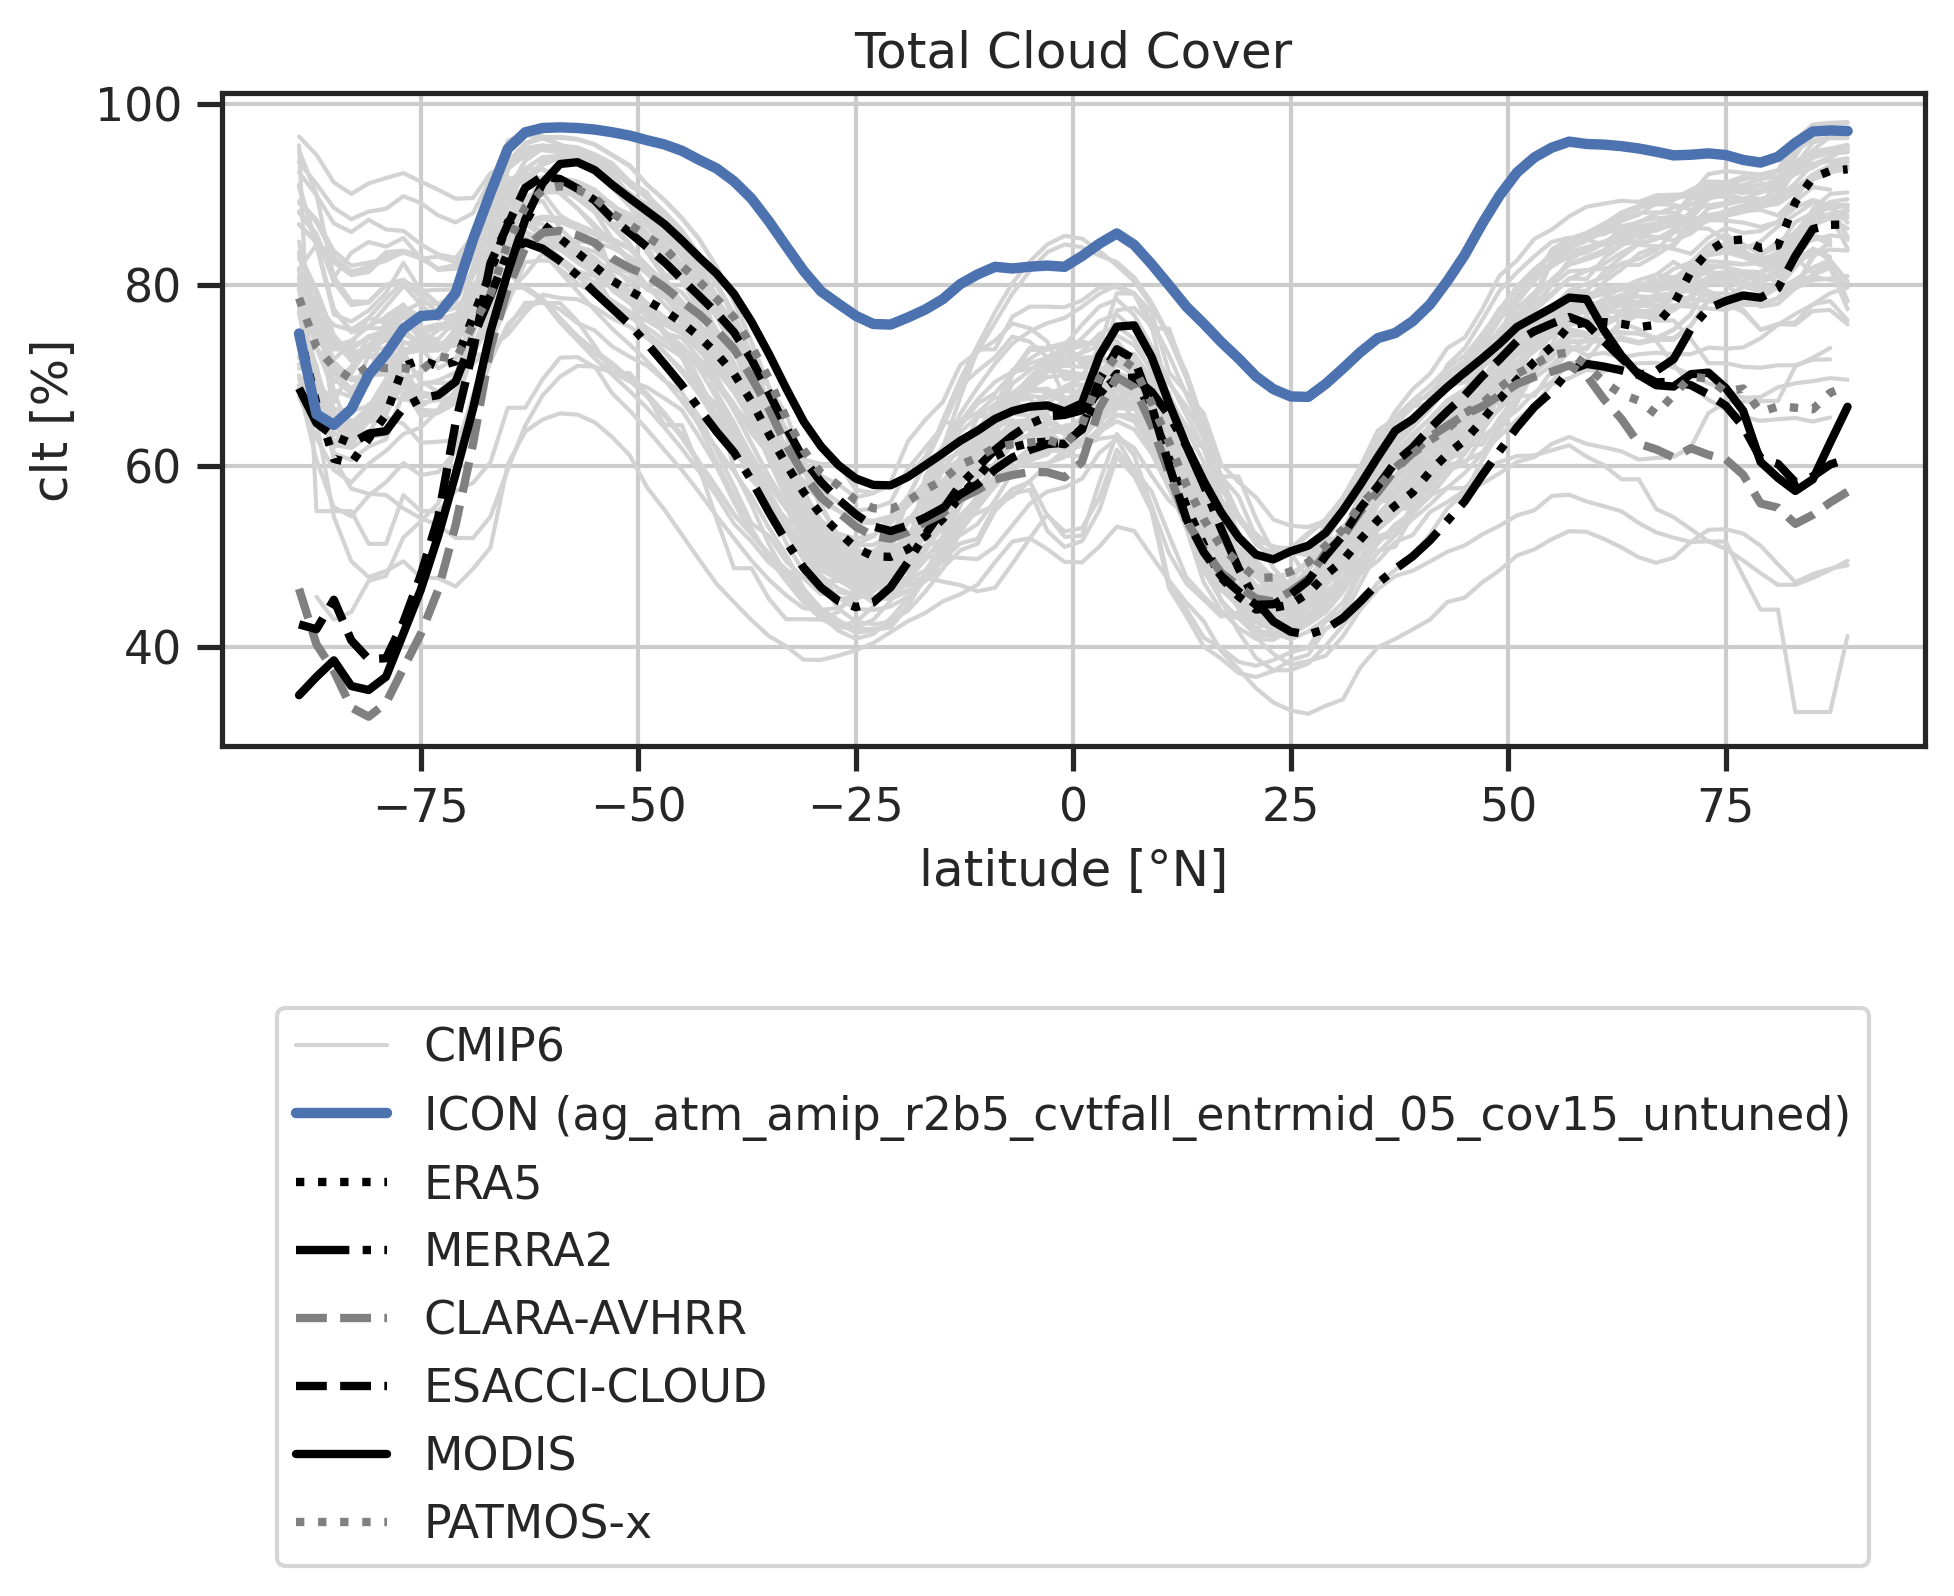 Total Cloud Cover
100
80
60
40
clt [%]
−75 −50 −25 0 25 50 75
latitude [°N]
CMIP6
ICON (ag_atm_amip_r2b5_cvtfall_entrmid_05_cov15_untuned)
ERA5
MERRA2
CLARA-AVHRR
ESACCI-CLOUD
MODIS
PATMOS-x